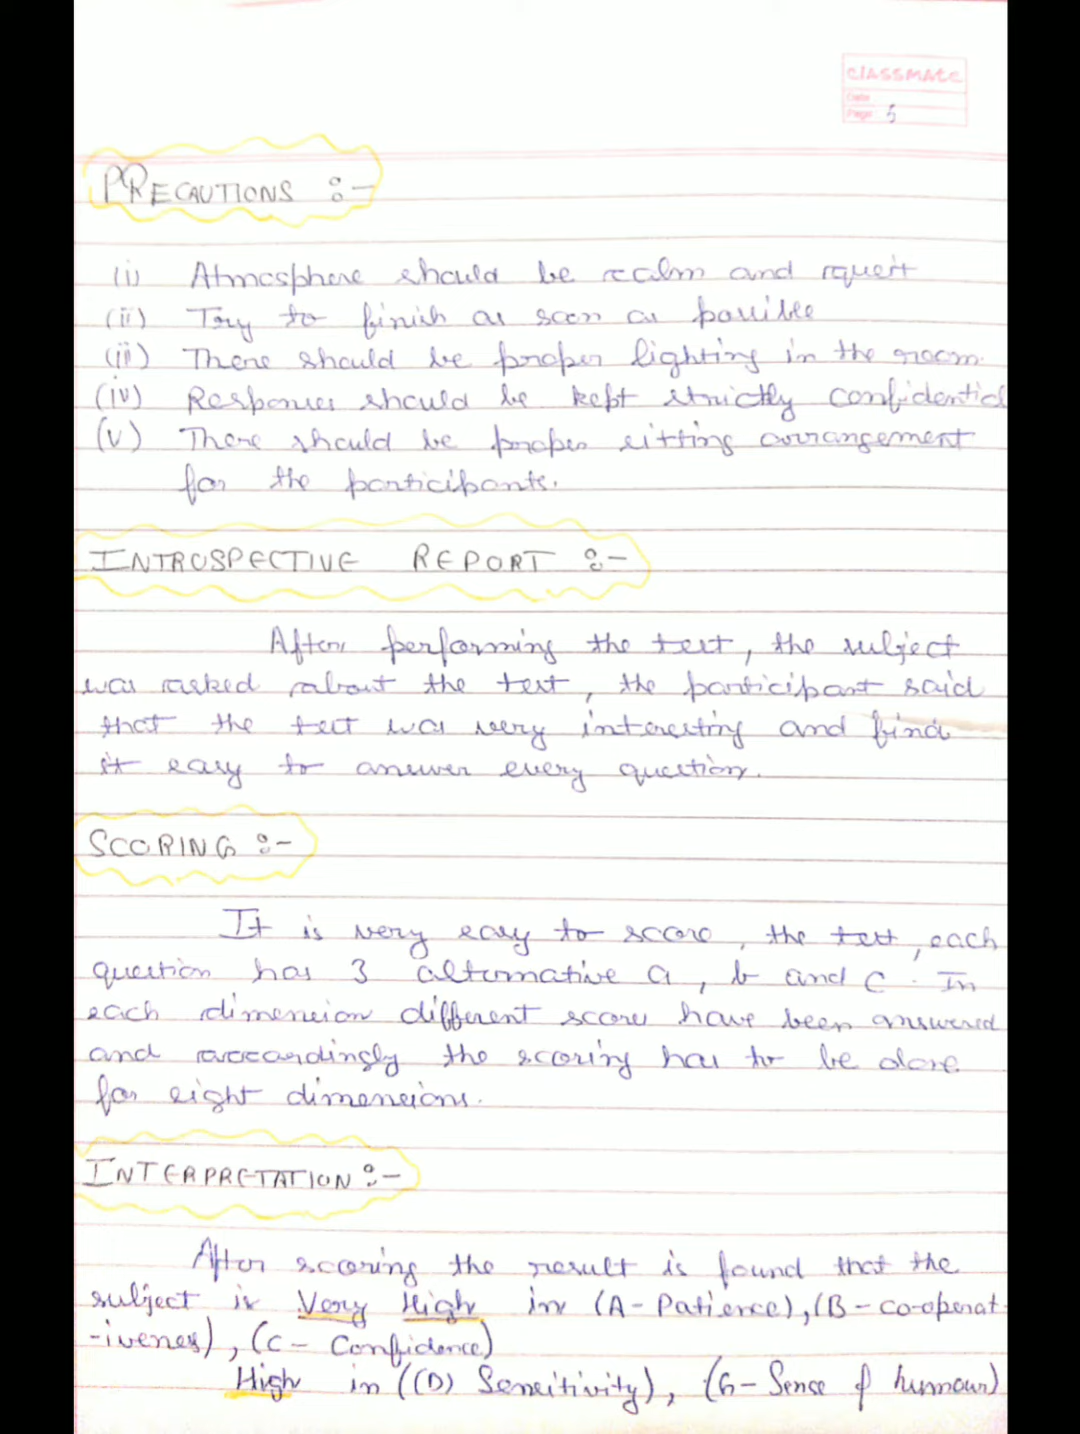 classmate
Date
Page 5
PRECAUTIONS :-
(i) Atmosphere should be calm and queit
(ii) Try to finish as soon as possible
(iii) There should be proper lighting in the room.
(iv) Responses should be kept strictly confidential
(v) There should be proper sitting arrangement
for the participants.
INTROSPECTIVE REPORT :-
After performing the test, the subject
was asked about the test, the participant said
that the test was very interesting and find
it easy to answer every question.
SCORING :-
It is very easy to score, the test, each
question has 3 alternative a, b and c. In
each dimension different scores have been answered
and accordingly the scoring has to be done
for eight dimensions.
INTERPRETATION :-
After scoring the result is found that the
subject is Very High in (A- Patience), (B- co-operat-
-iveness), (C- Confidence)
High in ((D) Sensitivity), (G- Sense of humour)